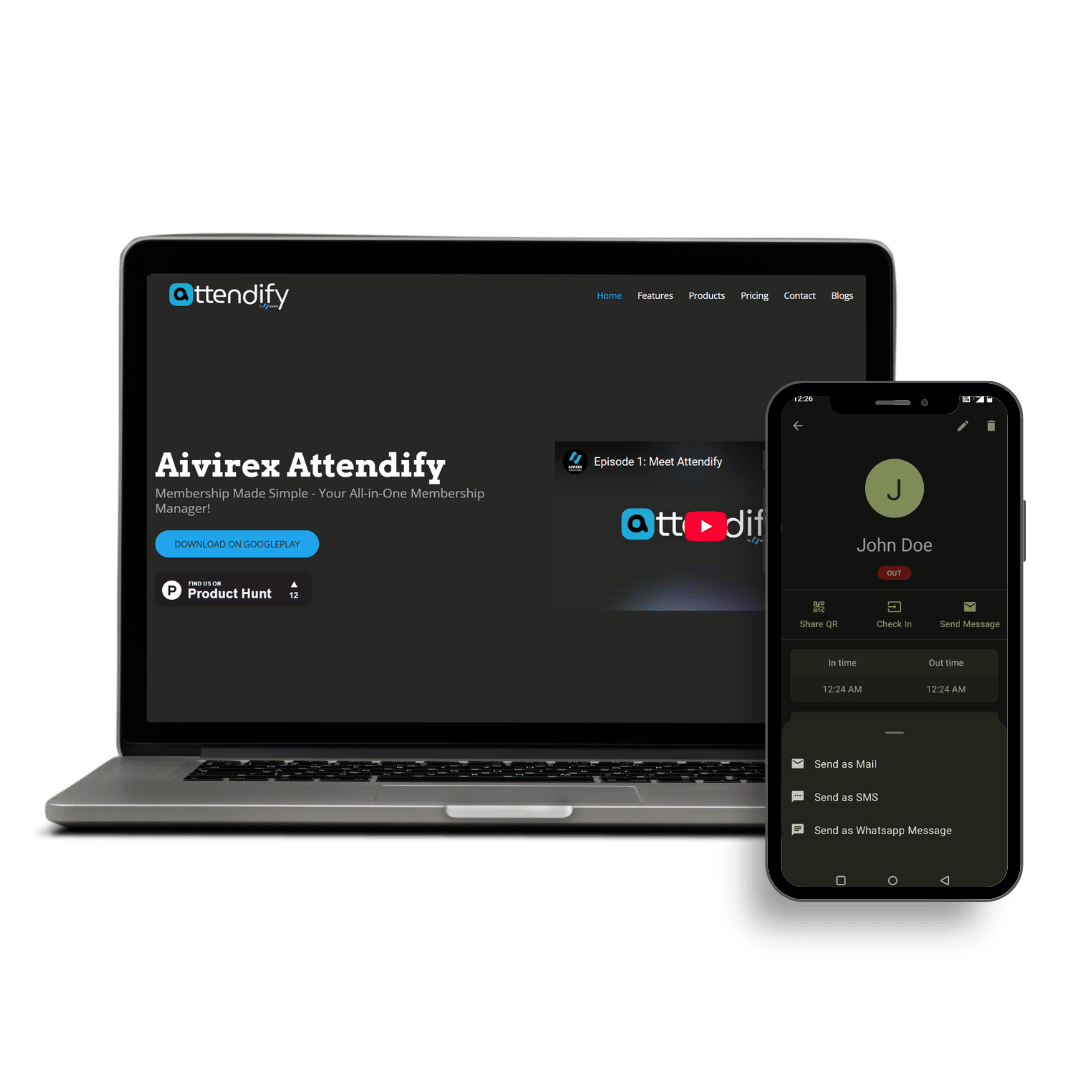 attendify
Home
Features
Products
Pricing
Contact
Blogs
Aivirex Attendify
Membership Made Simple - Your All-in-One Membership
Manager!
DOWNLOAD ON GOOGLEPLAY
P
FIND US ON
Product Hunt
12
Episode 1: Meet Attendify
attendif
12:26
J
John Doe
OUT
Share QR
Check In
Send Message
In time
Out time
12:24 AM
12:24 AM
Send as Mail
Send as SMS
Send as Whatsapp Message